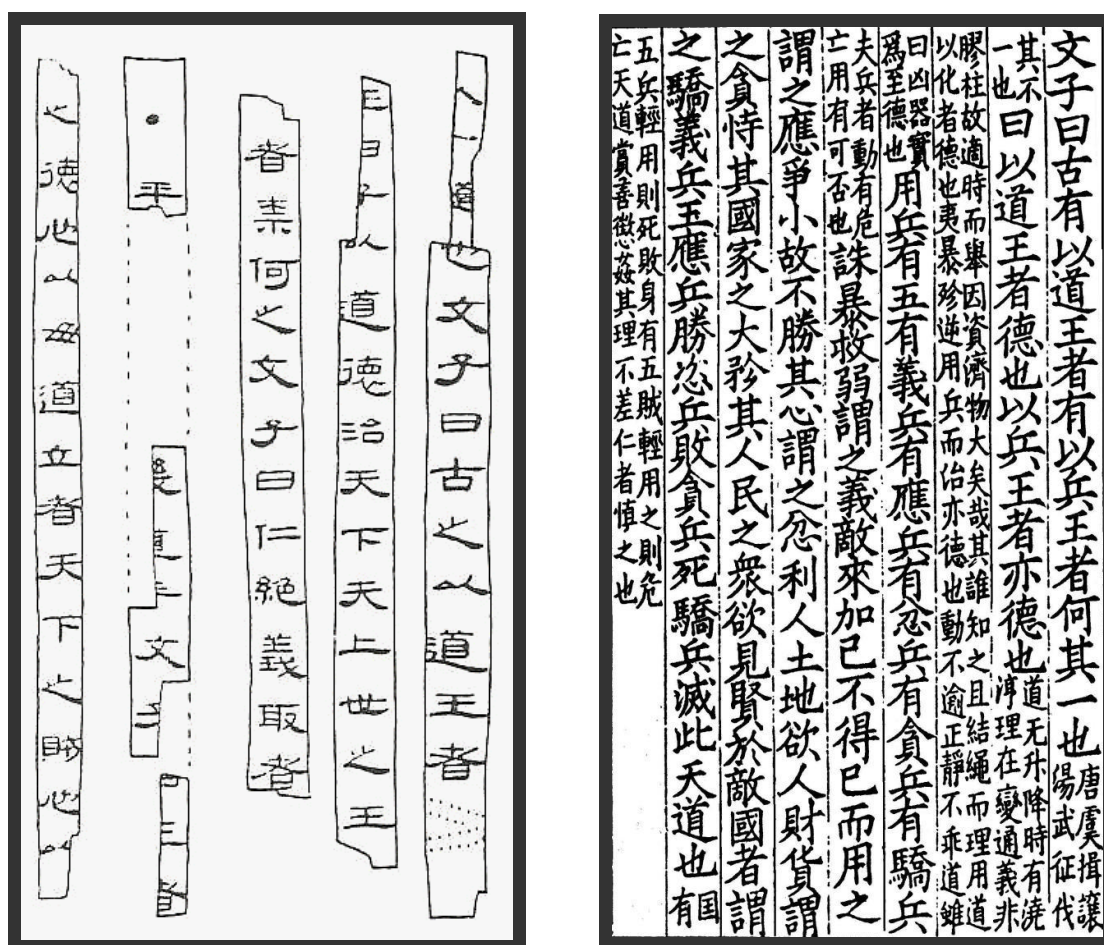 道也文子曰古之以道王者
王曰子以道德治天下夫上世之王
者柰何之文子曰仁絕義取者
•平
文子
曰王者
之德也以毋道立者天下之賊也以
文子曰古有以道王者有以兵王者何其一也唐虞揖讓湯武征伐
其不一也曰以道王者德也以兵王者亦德也道无升降時有澆淳理在變通義非
膠柱故適時而舉因資濟物大矣哉其誰知之且結繩而理用道以化者德也夷暴殄逆用兵而治亦德也動不逾正靜不乖道雖
曰凶器實爲至德也用兵有五有義兵有應兵有忿兵有貪兵有驕兵
夫兵者動有危亡用有可否也誅暴救弱謂之義敵來加已不得已而用之
謂之應爭小故不勝其心謂之忿利人土地欲人財貨謂
之貪恃其國家之大矜其人民之衆欲見賢於敵國者謂
之驕義兵王應兵勝忿兵敗貪兵死驕兵滅此天道也国有
五兵輕用則死敗身有五賊輕用之則危亡天道賞善懲姦其理不差仁者慎之也